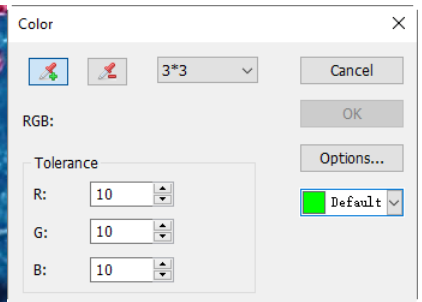 Color
3*3
Cancel
RGB:
OK
Tolerance
Options...
R: 10
Default
G: 10
B: 10